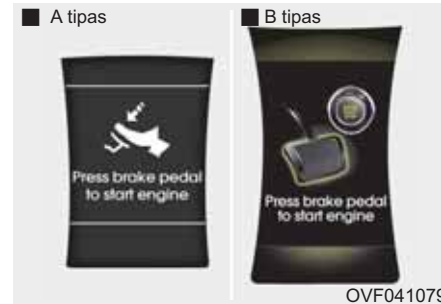 A tipas
B tipas
Press brake pedal
to start engine
Press brake pedal
to start engine
OVF041079